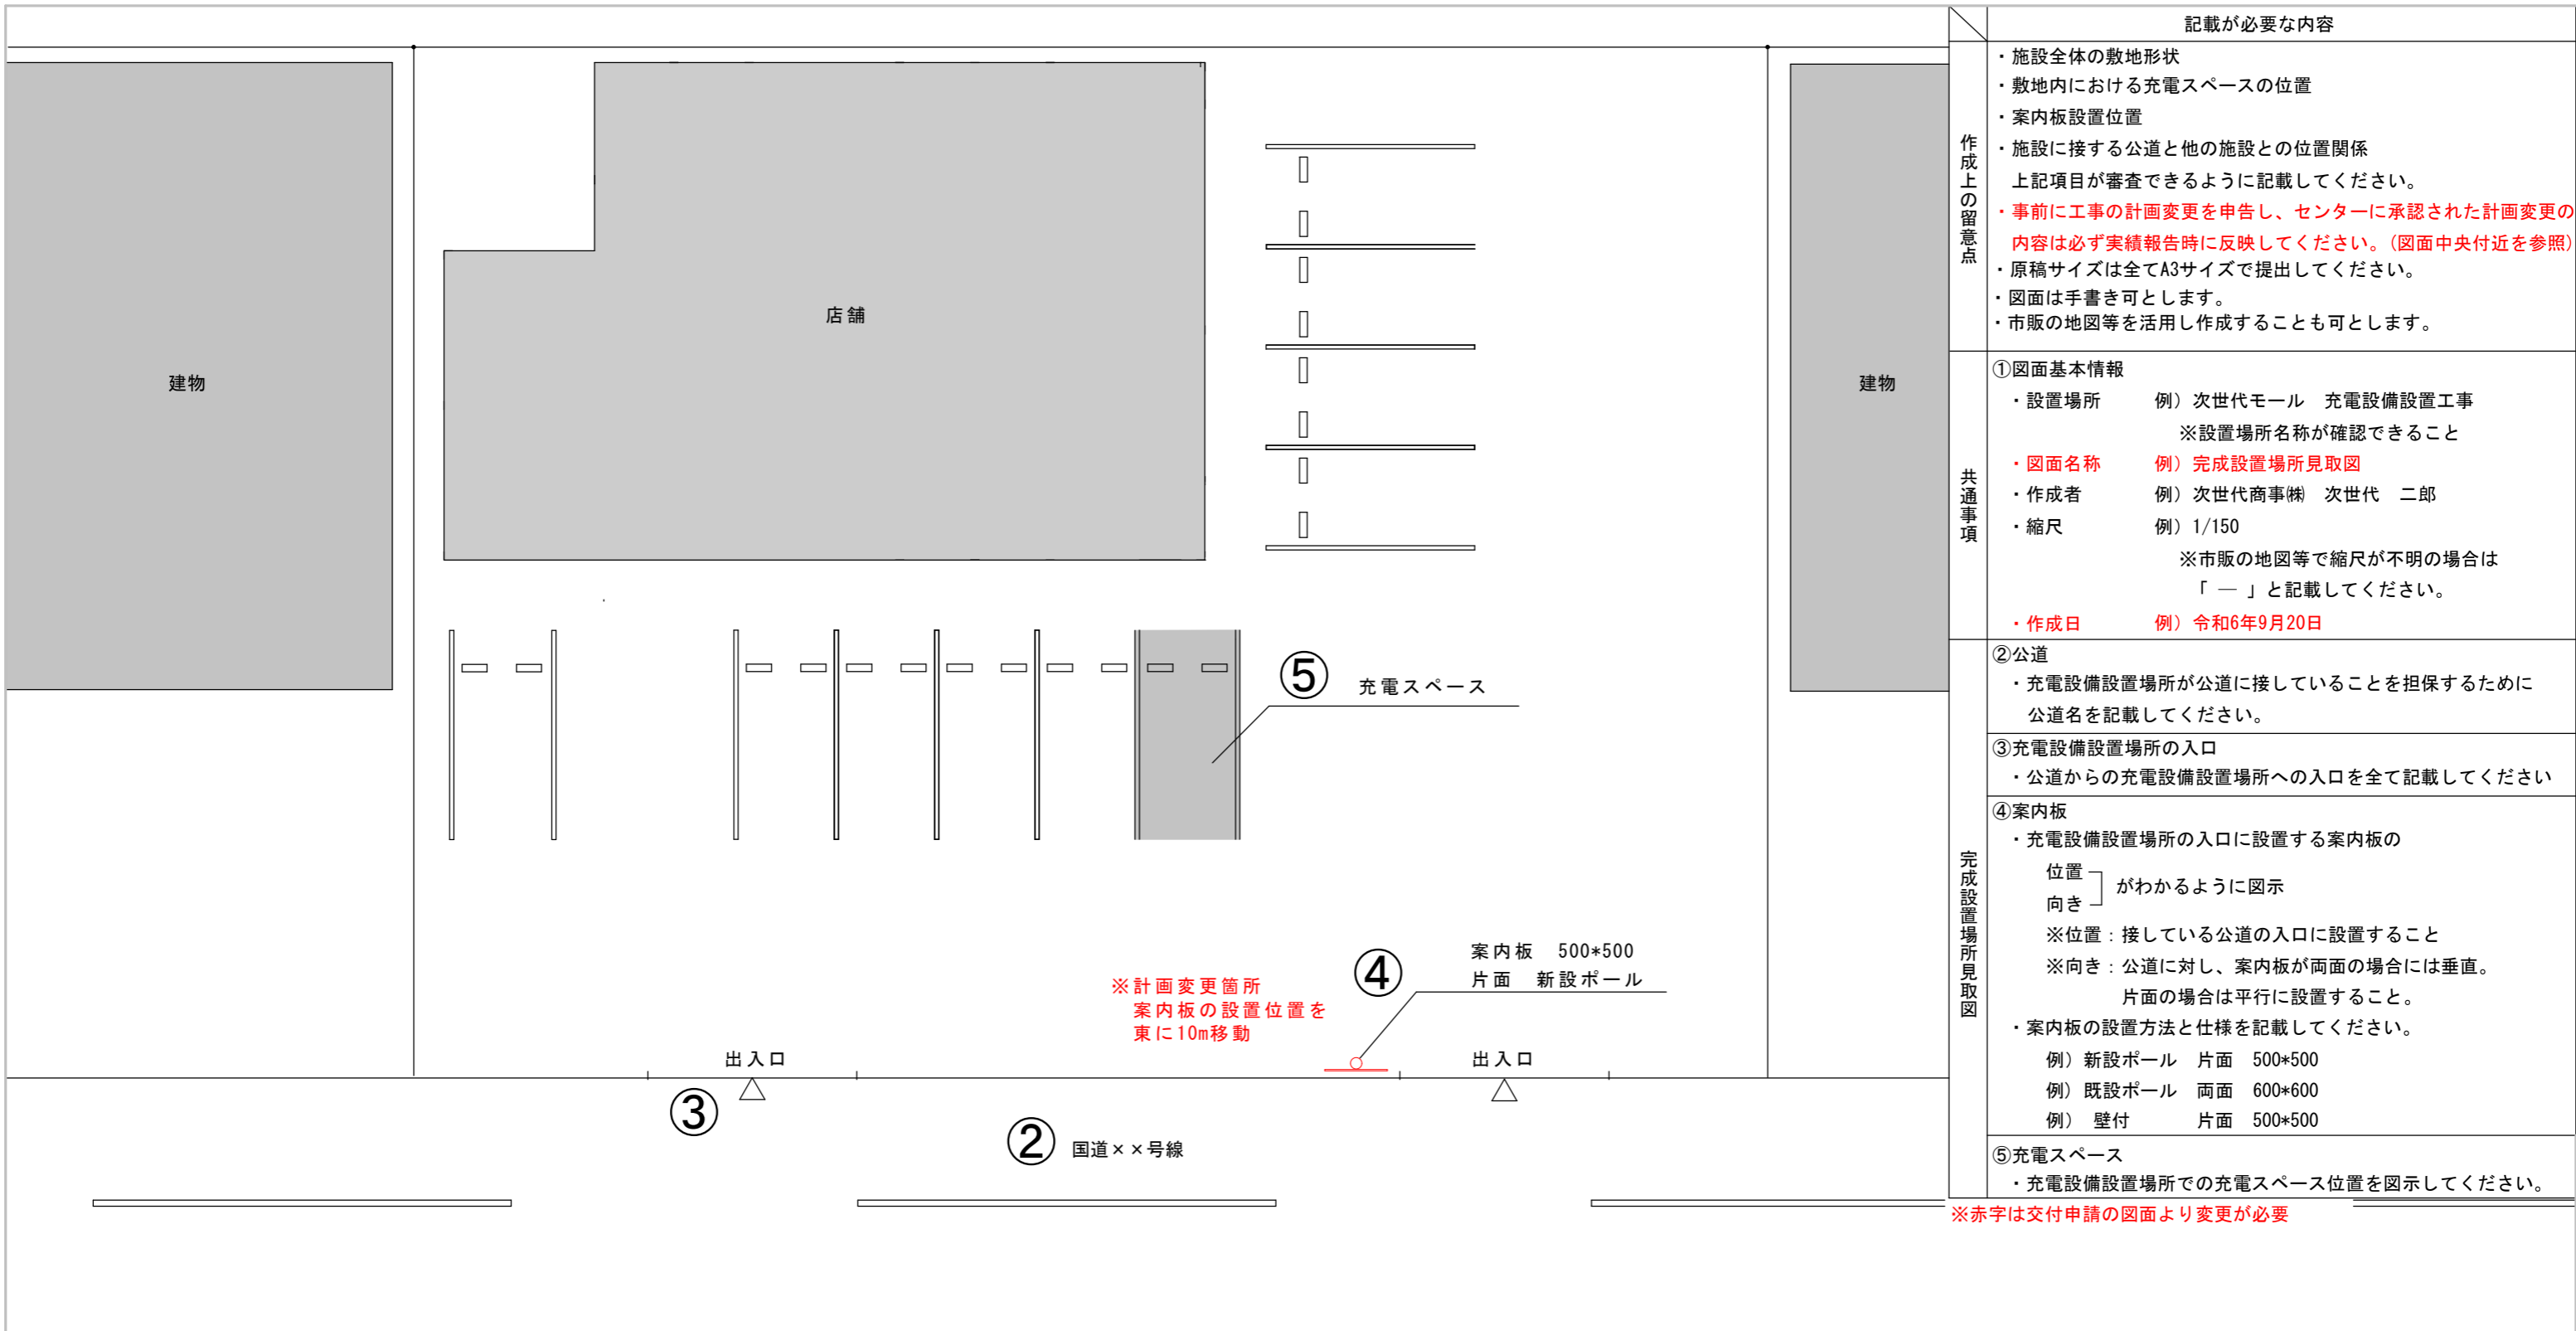 建物
店舗
建物
⑤ 充電スペース
④
案内板 500*500
片面 新設ポール
※計画変更箇所
案内板の設置位置を
東に10m移動
出入口
出入口
③
② 国道××号線
記載が必要な内容
作成上の留意点
・施設全体の敷地形状
・敷地内における充電スペースの位置
・案内板設置位置
・施設に接する公道と他の施設との位置関係
上記項目が審査できるように記載してください。
・事前に工事の計画変更を申告し、センターに承認された計画変更の
内容は必ず実績報告時に反映してください。(図面中央付近を参照)
・原稿サイズは全てA3サイズで提出してください。
・図面は手書き可とします。
・市販の地図等を活用し作成することも可とします。
共通事項
①図面基本情報
・設置場所 例）次世代モール 充電設備設置工事
※設置場所名称が確認できること
・図面名称 例）完成設置場所見取図
・作成者 例）次世代商事㈱ 次世代 二郎
・縮尺 例）1/150
※市販の地図等で縮尺が不明の場合は
「 ― 」と記載してください。
・作成日 例）令和6年9月20日
完成設置場所見取図
②公道
・充電設備設置場所が公道に接していることを担保するために
公道名を記載してください。
③充電設備設置場所の入口
・公道からの充電設備設置場所への入口を全て記載してください
④案内板
・充電設備設置場所の入口に設置する案内板の
位置
がわかるように図示
向き
※位置：接している公道の入口に設置すること
※向き：公道に対し、案内板が両面の場合には垂直。
片面の場合は平行に設置すること。
・案内板の設置方法と仕様を記載してください。
例）新設ポール 片面 500*500
例）既設ポール 両面 600*600
例） 壁付 片面 500*500
⑤充電スペース
・充電設備設置場所での充電スペース位置を図示してください。
※赤字は交付申請の図面より変更が必要